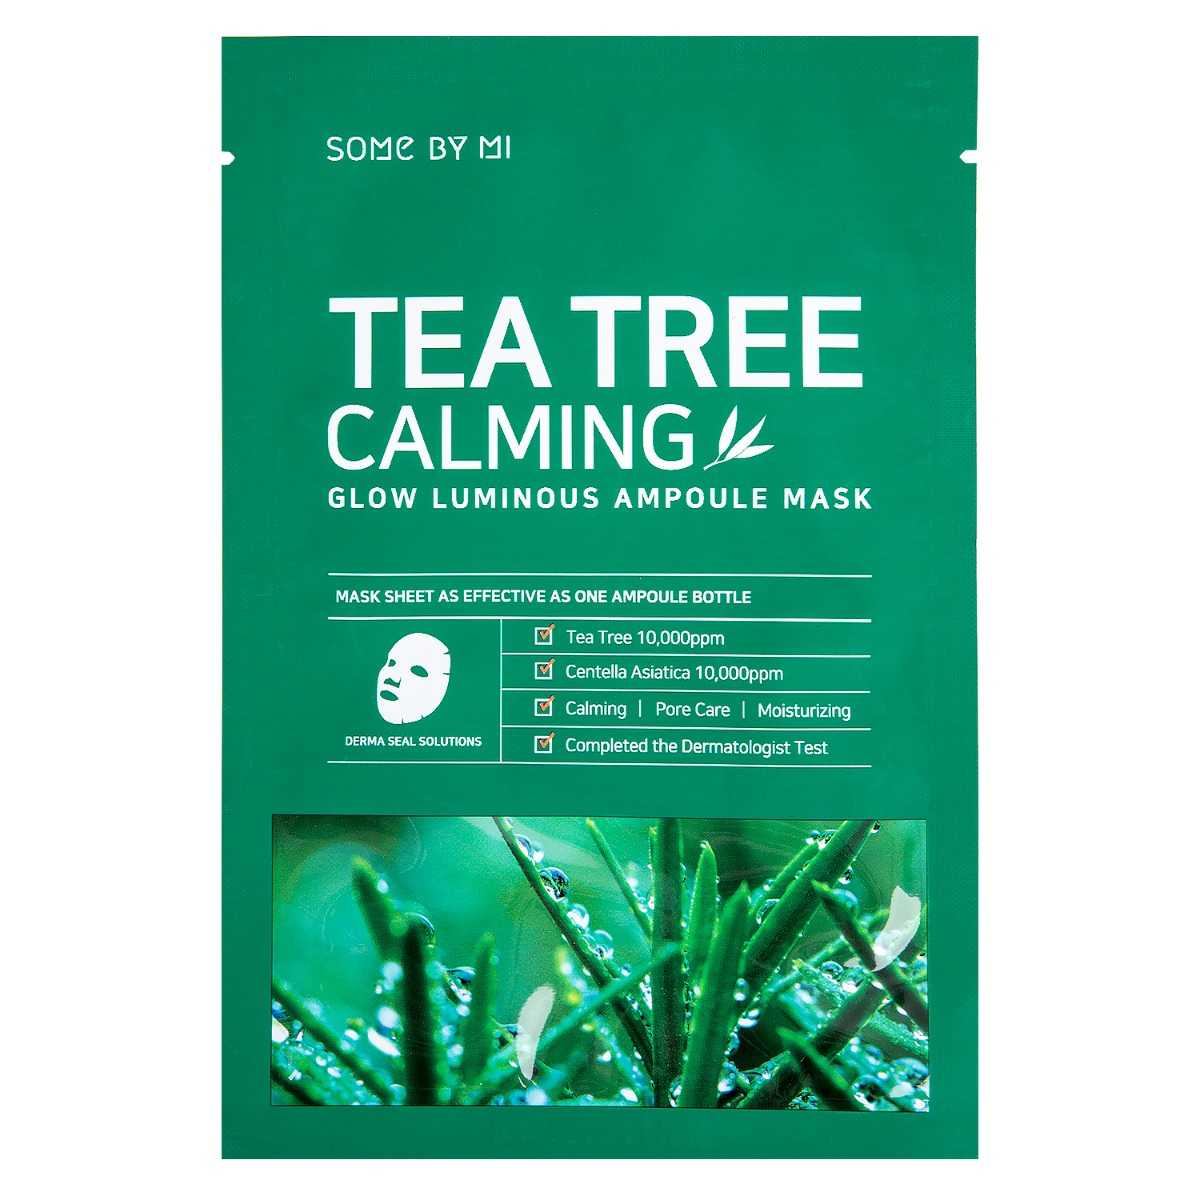 SOME BY MI
TEA TREE
CALMING
GLOW LUMINOUS AMPOULE MASK
MASK SHEET AS EFFECTIVE AS ONE AMPOULE BOTTLE
Tea Tree 10,000ppm
Centella Asiatica 10,000ppm
Calming | Pore Care | Moisturizing
Completed the Dermatologist Test
DERMA SEAL SOLUTIONS